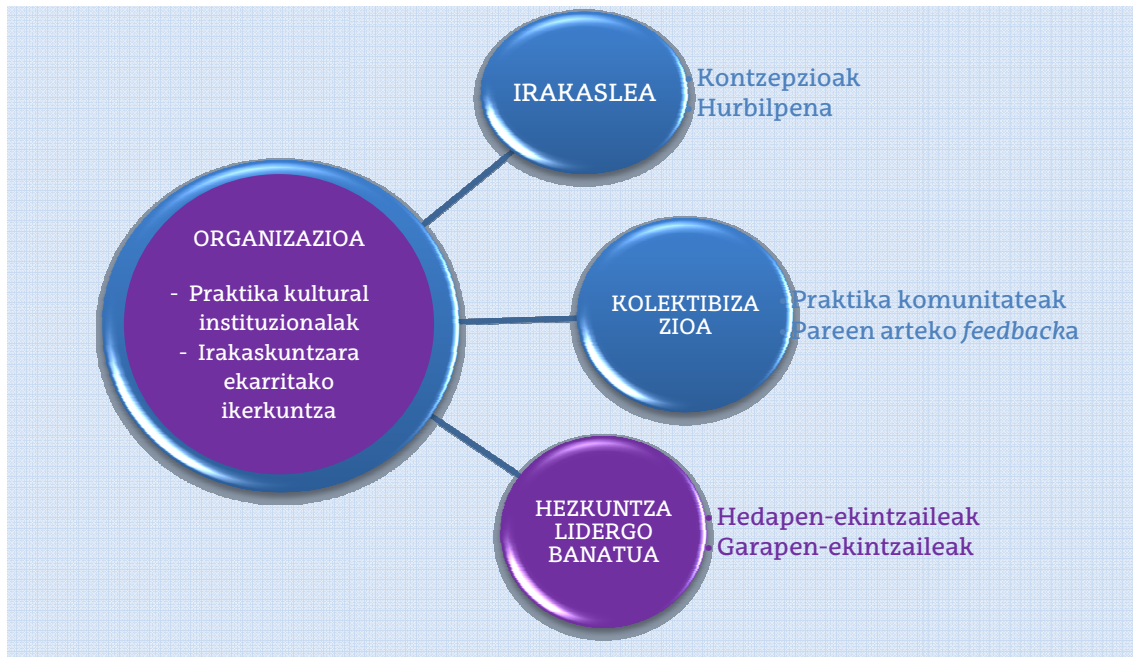 IRAKASLEA
• Kontzepzioak
• Hurbilpena
ORGANIZAZIOA
- Praktika kultural
instituzionalak
- Irakaskuntzara
ekarritako
ikerkuntza
KOLEKTIBIZA
ZIOA
• Praktika komunitateak
• Pareen arteko feedbacka
HEZKUNTZA
LIDERGO
BANATUA
• Hedapen-ekintzaileak
• Garapen-ekintzaileak